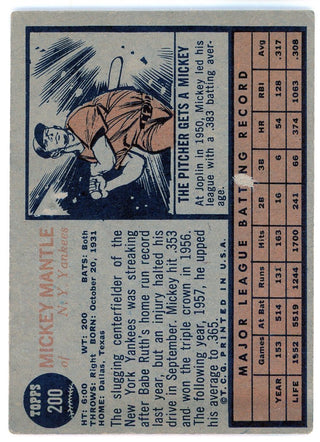 TOPPS
200
MICKEY MANTLE
of N. Y. Yankees
HT: 6:00 WT: 200 BATS: Both
THROWS: Right BORN: October 20, 1931
HOME: Dallas, Texas
THE PITCHER GETS A MICKEY
At Joplin in 1950, Mickey led his
league with a .383 batting aver-
age.
The slugging centerfielder of the
New York Yankees was streaking
after Babe Ruth's home run record
last year, but an injury halted his
drive in September. Mickey hit .353
and won the triple crown in 1956.
The following year, 1957, he upped
his average to .365.
© T.C.G. PRINTED IN U.S.A.
MAJOR LEAGUE BATTING RECORD
Games At Bat Runs Hits 2B 3B HR RBI Avg
YEAR 153 514 132 163 16 6 54 128 .317
LIFE 1552 5519 1244 1700 241 64 374 1063 .308